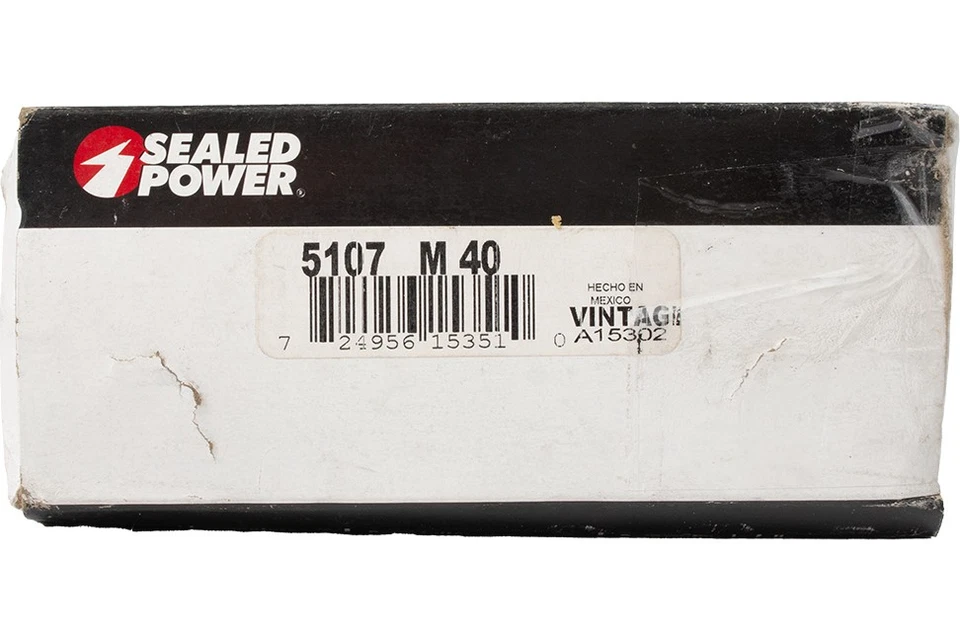 SEALED
POWER®
5107 M 40
HECHO EN
MEXICO
VINTAGE
A15302
7 24956 15351 0